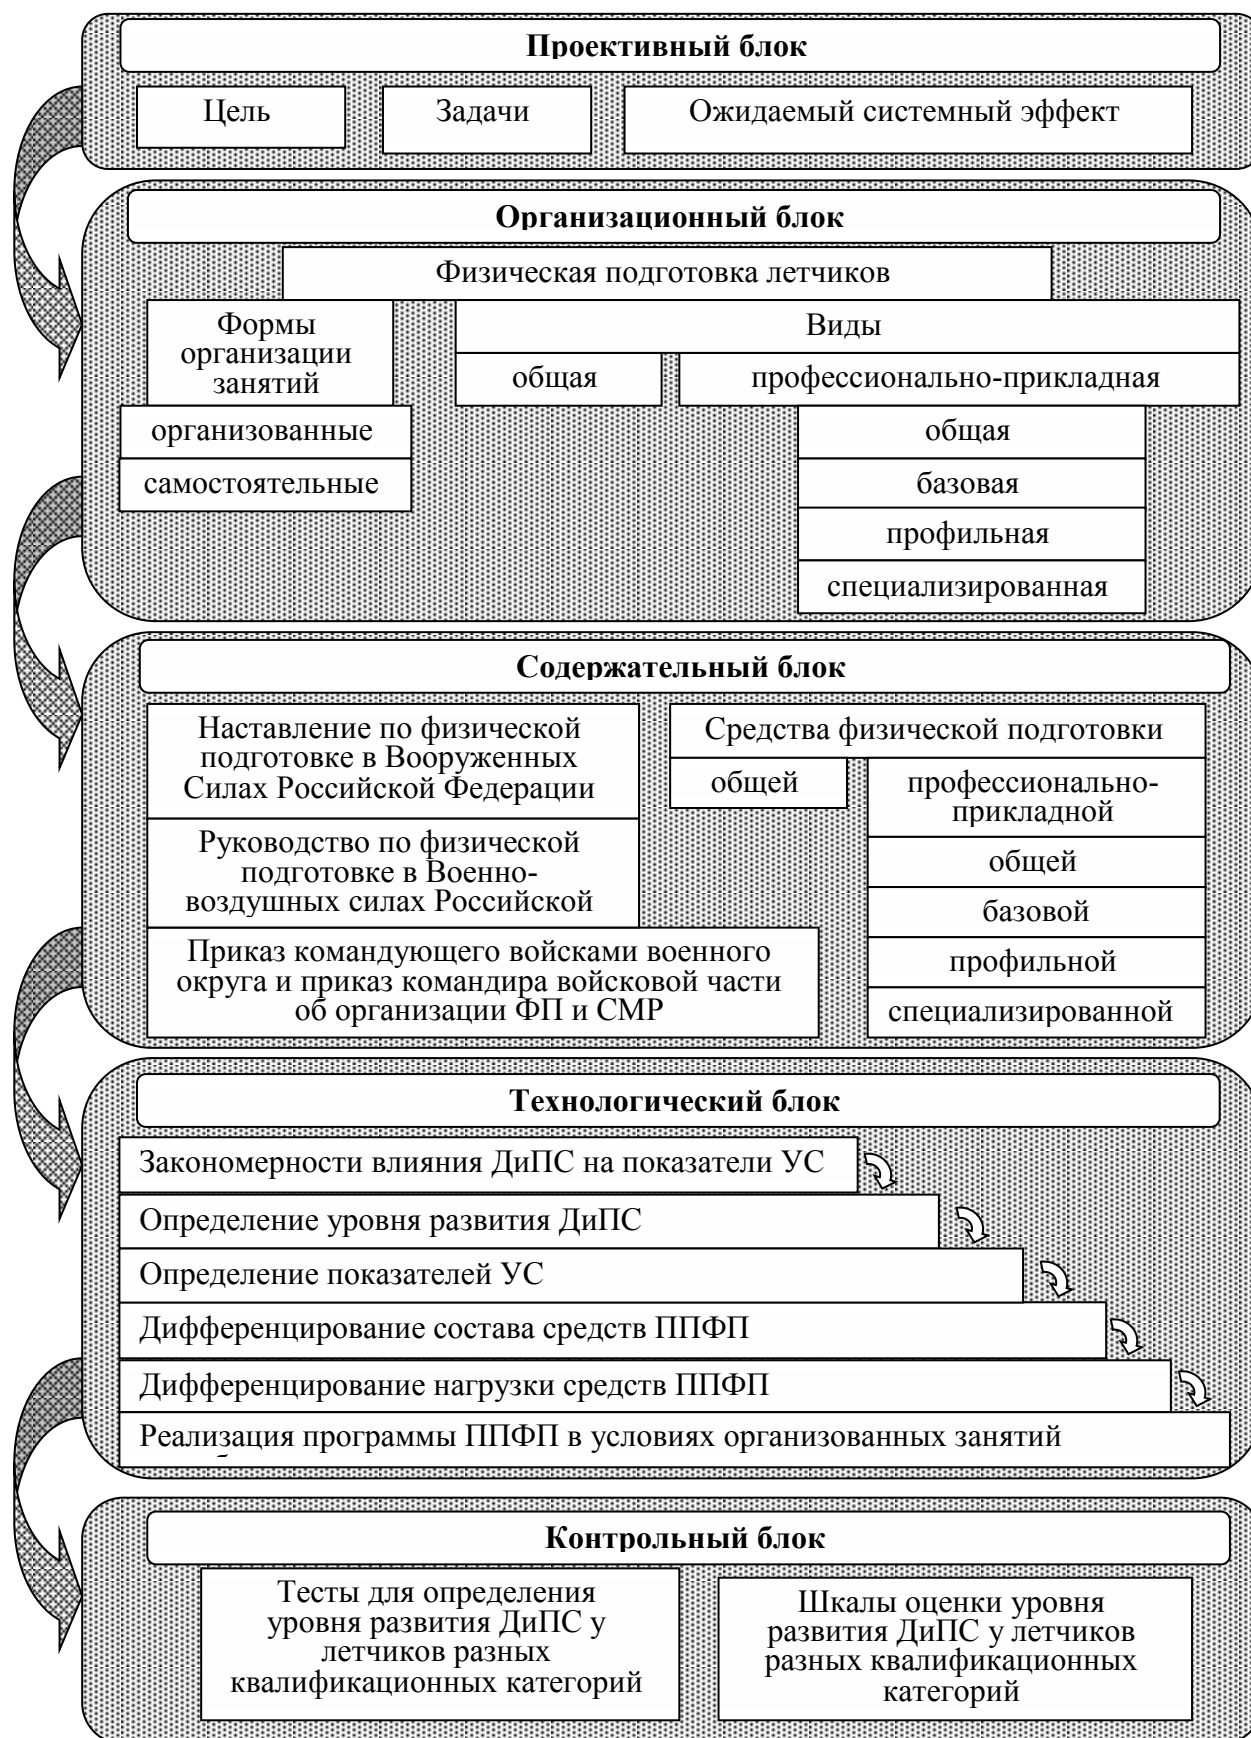 Проективный блок
Цель
Задачи
Ожидаемый системный эффект
Организационный блок
Физическая подготовка летчиков
Формы
организации
занятий
организованные
самостоятельные
Виды
общая
профессионально-прикладная
общая
базовая
профильная
специализированная
Содержательный блок
Наставление по физической
подготовке в Вооруженных
Силах Российской Федерации
Руководство по физической
подготовке в Военно-
воздушных силах Российской
Приказ командующего войсками военного
округа и приказ командира войсковой части
об организации ФП и СМР
Средства физической подготовки
общей
профессионально-
прикладной
общей
базовой
профильной
специализированной
Технологический блок
Закономерности влияния ДиПС на показатели УС
Определение уровня развития ДиПС
Определение показателей УС
Дифференцирование состава средств ППФП
Дифференцирование нагрузки средств ППФП
Реализация программы ППФП в условиях организованных занятий
Контрольный блок
Тесты для определения
уровня развития ДиПС у
летчиков разных
квалификационных категорий
Шкалы оценки уровня
развития ДиПС у летчиков
разных квалификационных
категорий